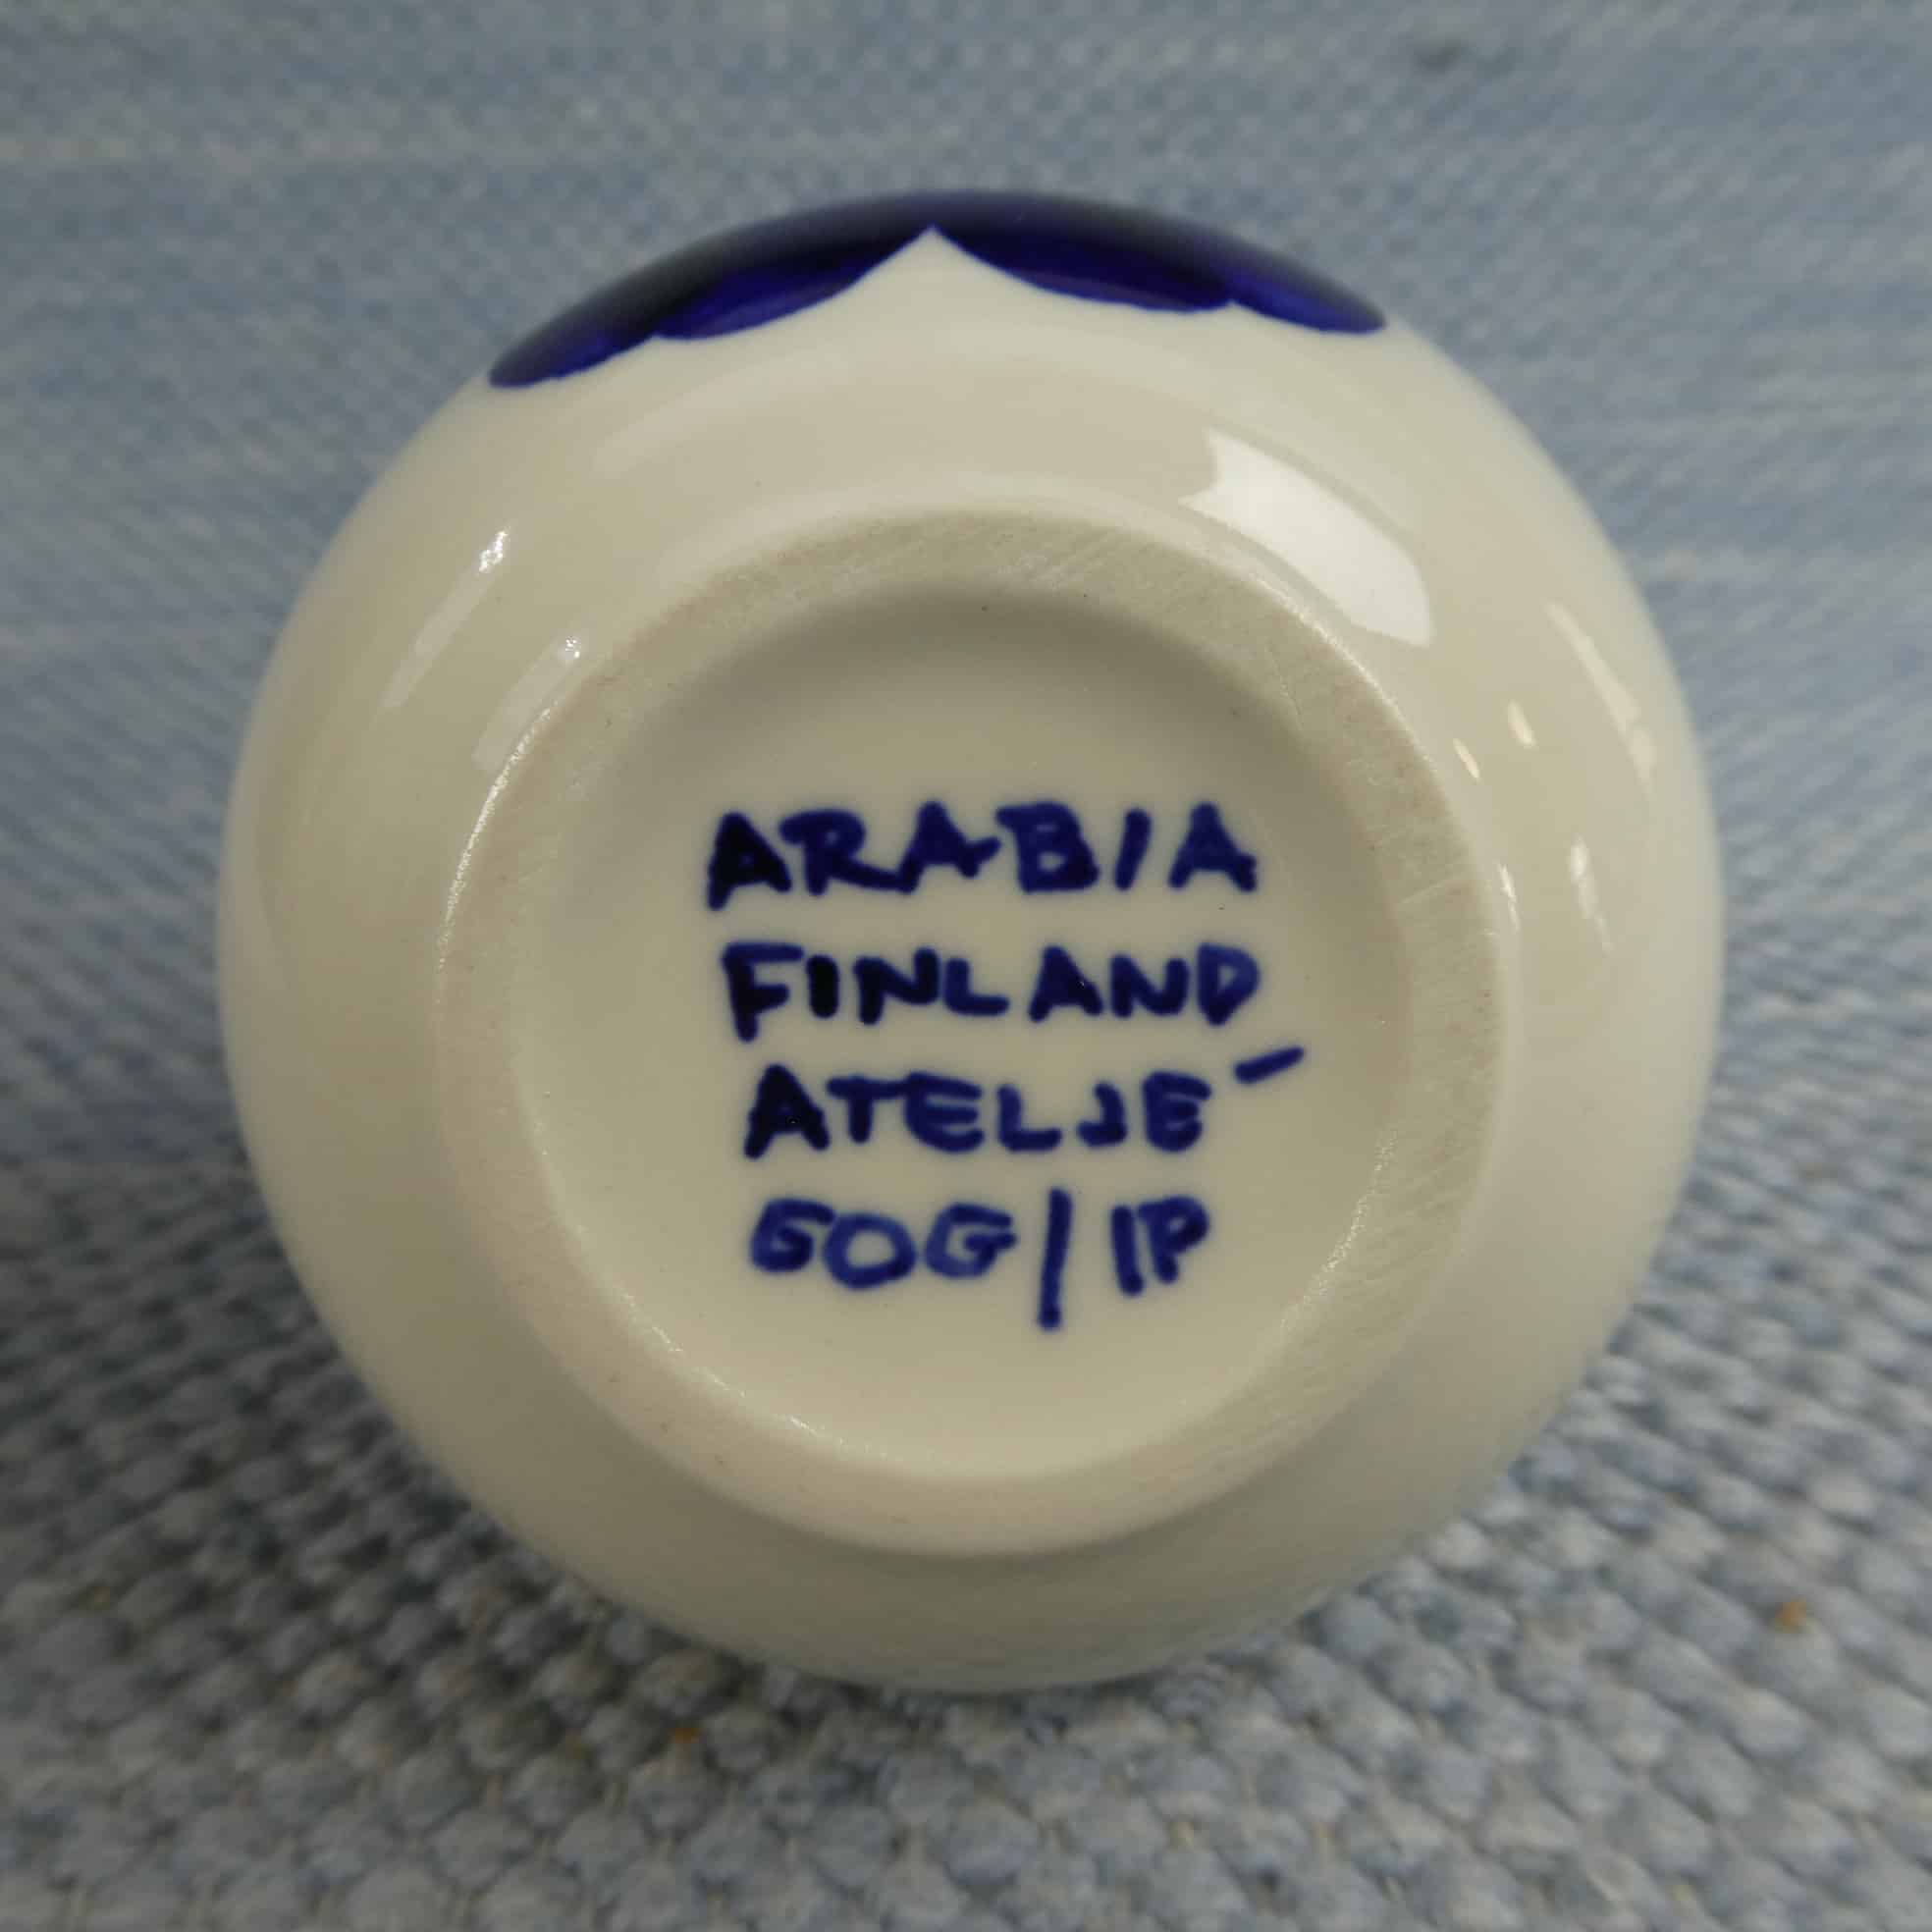 ARABIA
FINLAND
ATELJE´
GOG/IP